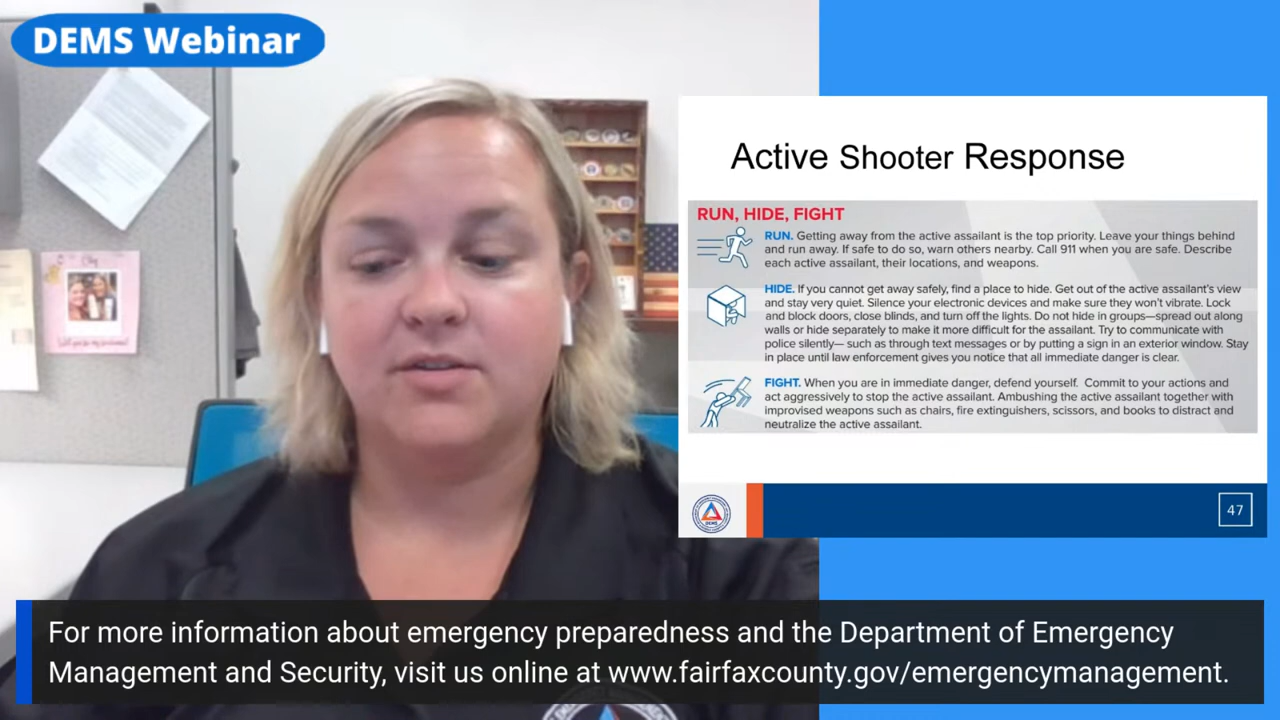 DEMS Webinar
Active Shooter Response
RUN, HIDE, FIGHT
RUN. Getting away from the active assailant is the top priority. Leave your things behind
and run away. If safe to do so, warn others nearby. Call 911 when you are safe. Describe
each active assailant, their locations, and weapons.
HIDE. If you cannot get away safely, find a place to hide. Get out of the active assailant's view
and stay very quiet. Silence your electronic devices and make sure they won't vibrate. Lock
and block doors, close blinds, and turn off the lights. Do not hide in groups—spread out along
walls or hide separately to make it more difficult for the assailant. Try to communicate with
police silently— such as through text messages or by putting a sign in an exterior window. Stay
in place until law enforcement gives you notice that all immediate danger is clear.
FIGHT. When you are in immediate danger, defend yourself. Commit to your actions and
act aggressively to stop the active assailant. Ambushing the active assailant together with
improvised weapons such as chairs, fire extinguishers, scissors, and books to distract and
neutralize the active assailant.
DEMS
47
For more information about emergency preparedness and the Department of Emergency
Management and Security, visit us online at www.fairfaxcounty.gov/emergencymanagement.